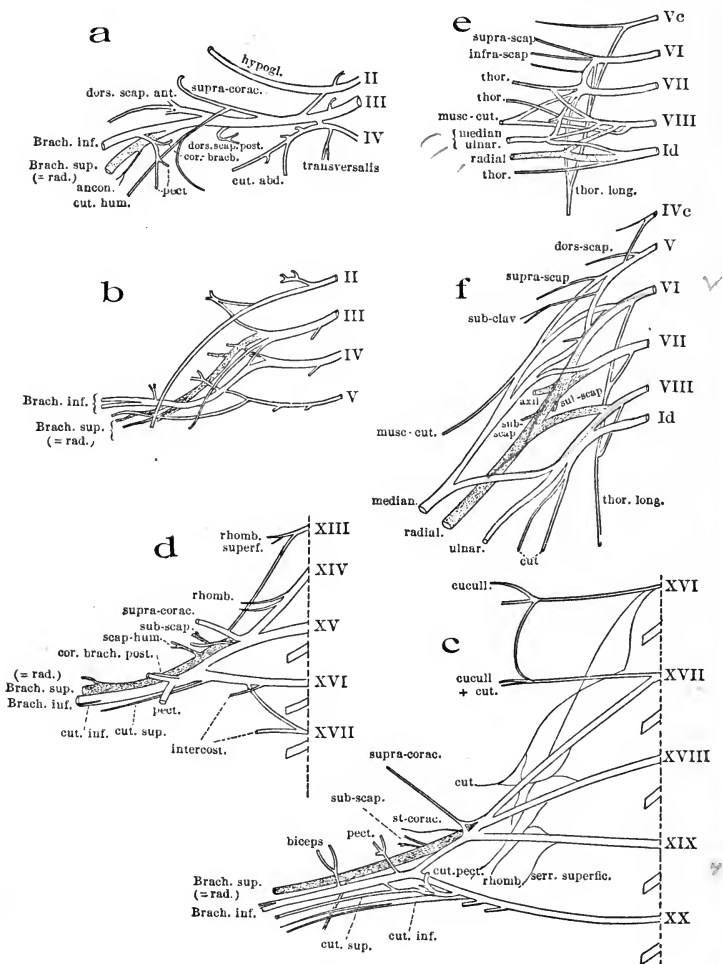 a
hypogl.
II
III
IV
supra-corac.
dors. scap. ant.
Brach. inf.
dors. scap. post.
cor. brach.
Brach. sup.
(= rad.)
ancon.
pect
cut. hum.
cut. abd.
transversalis
b
II
III
IV
V
Brach. inf.
Brach. sup.
(= rad.)
e
Vc
supra-scap
VI
infra-scap
thor.
VII
thor.
musc-cut.
VIII
median
ulnar.
radial
Id
thor.
thor. long.
f
IVc
dors-scap.
V
supra-scap
VI
sub-clav
VII
axil
sul-scap
VIII
sub-
scap
Id
musc-cut.
median.
radial.
ulnar.
cut
thor. long.
d
rhomb.
superf.
XIII
XIV
rhomb.
supra-corac.
sub-scap.
XV
scap-hum.
cor. brach. post.
(= rad.)
Brach. sup.
Brach. inf.
XVI
pect.
cut. inf.
cut. sup.
intercost.
XVII
c
cucull.
XVI
cucull
+ cut.
XVII
supra-corac.
cut.
XVIII
sub-scap.
st-corac.
biceps
pect.
XIX
cut. pect.
rhomb.
serr. superfic.
Brach. sup.
(= rad.)
Brach. inf.
XX
cut. sup.
cut. inf.